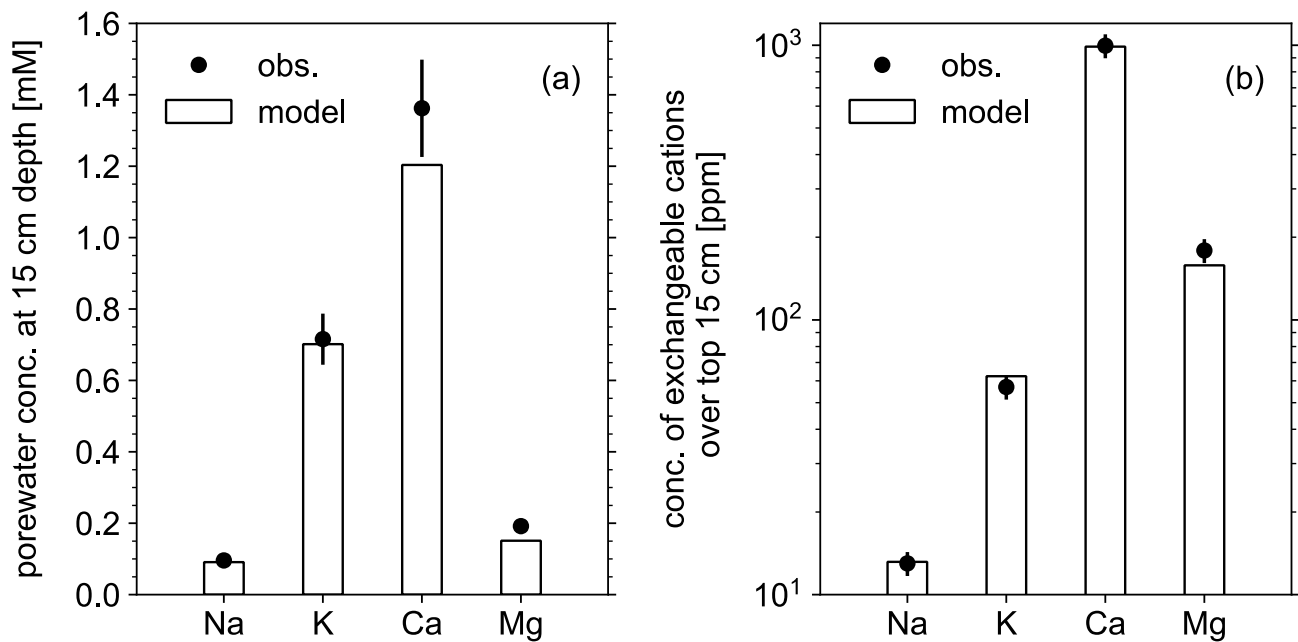 porewater conc. at 15 cm depth [mM]
1.6
1.4
1.2
1.0
0.8
0.6
0.4
0.2
0.0
obs.
model
(a)
Na K Ca Mg
conc. of exchangeable cations
over top 15 cm [ppm]
10³
10²
10¹
obs.
model
(b)
Na K Ca Mg